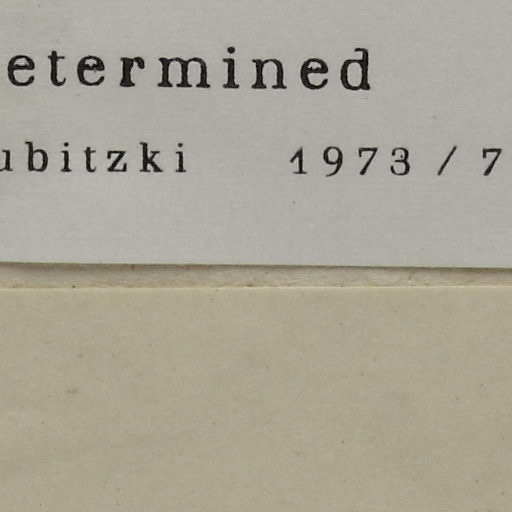 etermined
ubitzki 1973 / 7